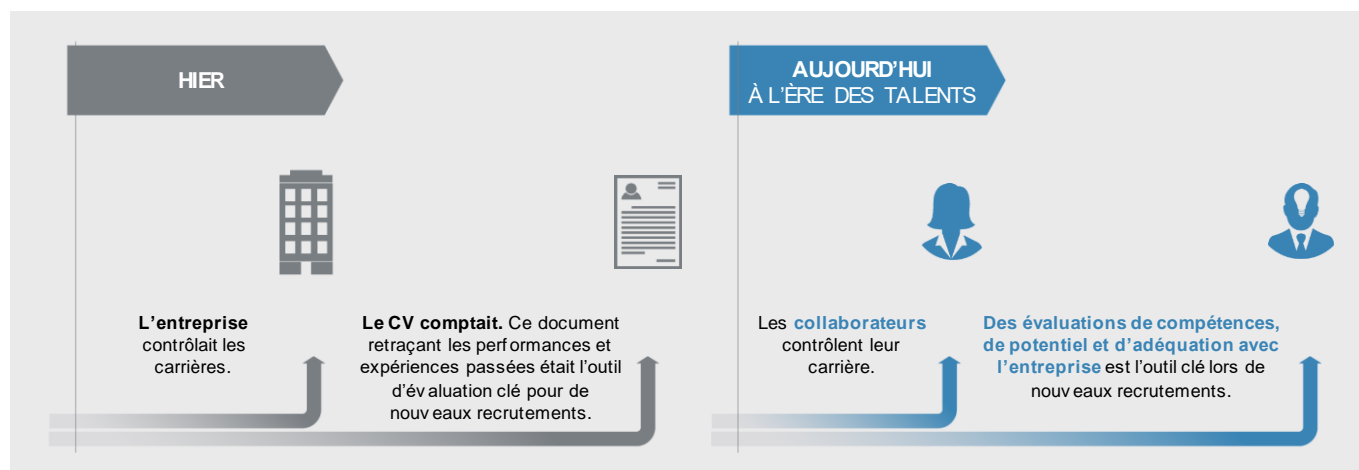 HIER
L'entreprise
contrôlait les
carrières.
Le CV comptait. Ce document
retraçant les performances et
expériences passées était l'outil
d'évaluation clé pour de
nouveaux recrutements.
AUJOURD'HUI
À L'ÈRE DES TALENTS
Les collaborateurs
contrôlent leur
carrière.
Des évaluations de compétences,
de potentiel et d'adéquation avec
l'entreprise est l'outil clé lors de
nouveaux recrutements.